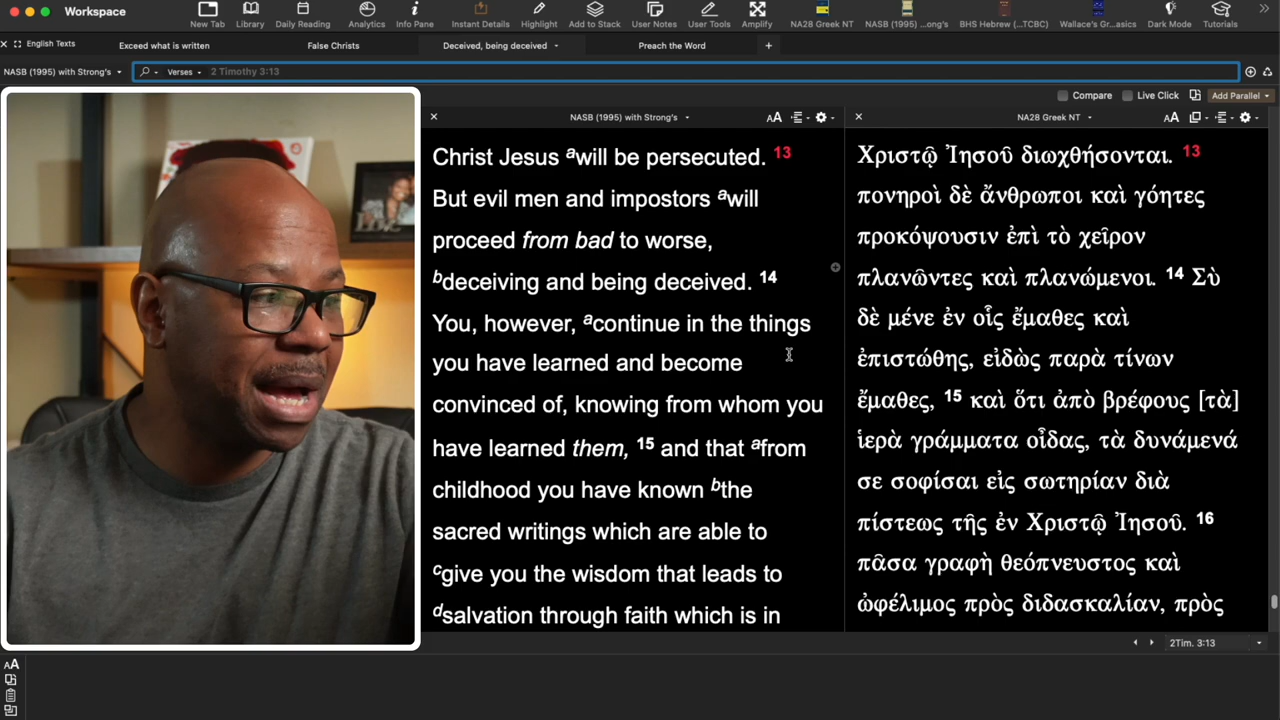 Workspace
New Tab
Library
Daily Reading
Analytics
Info Pane
Instant Details
Highlight
Add to Stack
User Notes
User Tools
Amplify
NA28 Greek NT
NASB (1995) ...ong's
BHS Hebrew (...TCBC)
Wallace's Gr...asics
Dark Mode
Tutorials
English Texts
Exceed what is written
False Christs
Deceived, being deceived
Preach the Word
NASB (1995) with Strong's
Verses
2 Timothy 3:13
Compare
Live Click
Add Parallel
NASB (1995) with Strong's
Christ Jesus ªwill be persecuted. 13
But evil men and impostors ªwill
proceed from bad to worse,
ᵇdeceiving and being deceived. 14
You, however, ªcontinue in the things
you have learned and become
convinced of, knowing from whom you
have learned them, 15 and that ªfrom
childhood you have known ᵇthe
sacred writings which are able to
ᶜgive you the wisdom that leads to
ᵈsalvation through faith which is in
NA28 Greek NT
Χριστῷ Ἰησοῦ διωχθήσονται. 13
πονηροὶ δὲ ἄνθρωποι καὶ γόητες
προκόψουσιν ἐπὶ τὸ χεῖρον
πλανῶντες καὶ πλανώμενοι. 14 Σὺ
δὲ μένε ἐν οἷς ἔμαθες καὶ
ἐπιστώθης, εἰδὼς παρὰ τίνων
ἔμαθες, 15 καὶ ὅτι ἀπὸ βρέφους [τὰ]
ἱερὰ γράμματα οἶδας, τὰ δυνάμενά
σε σοφίσαι εἰς σωτηρίαν διὰ
πίστεως τῆς ἐν Χριστῷ Ἰησοῦ. 16
πᾶσα γραφὴ θεόπνευστος καὶ
ὠφέλιμος πρὸς διδασκαλίαν, πρὸς
2Tim. 3:13